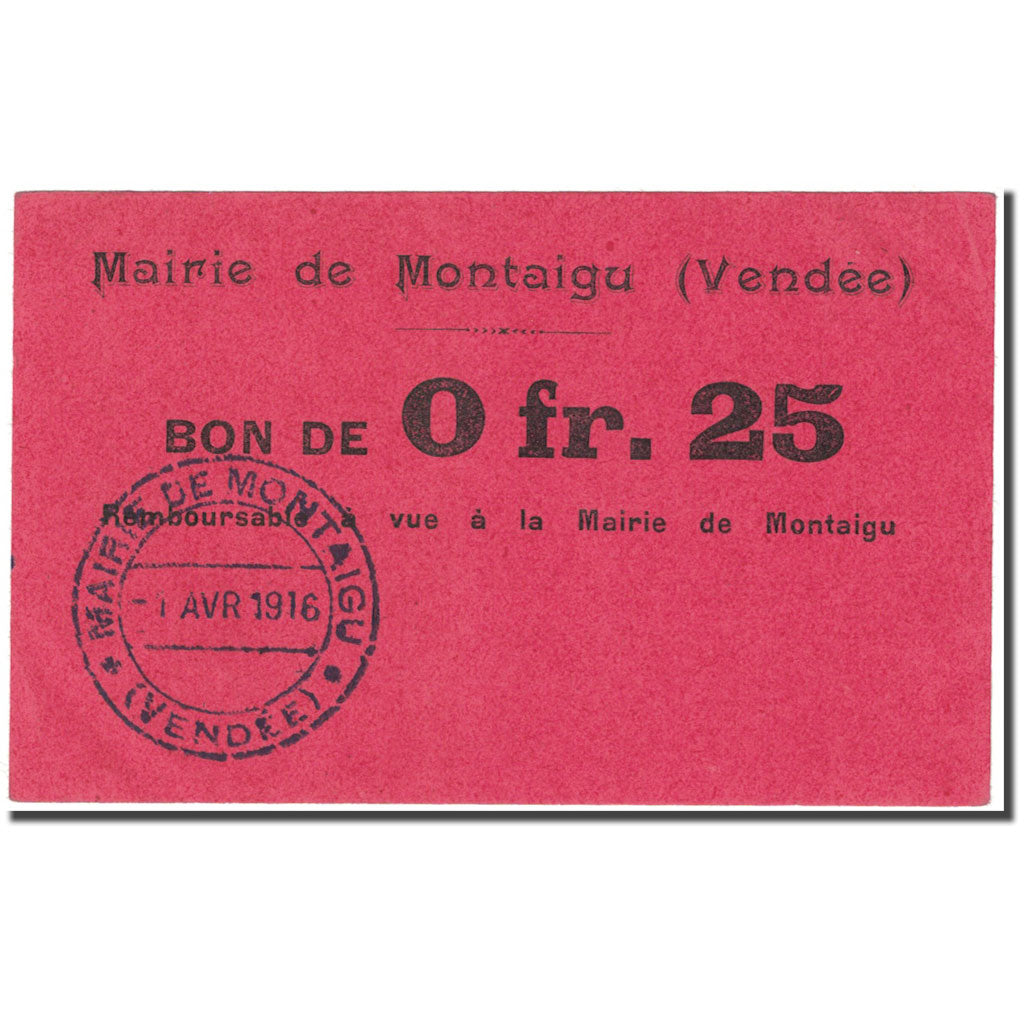 Mairie de Montaigu (Vendée)
BON DE 0 fr. 25
Remboursable à vue à la Mairie de Montaigu
MAIRIE DE MONTAIGU
-1 AVR 1916
(VENDÉE)